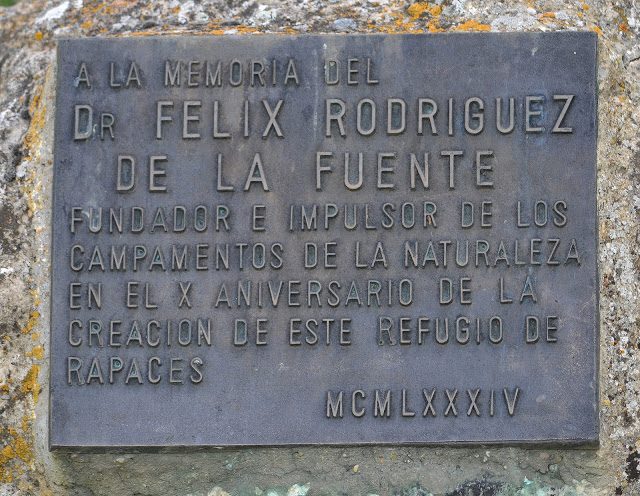 A LA MEMORIA DEL
DR FELIX RODRIGUEZ
DE LA FUENTE
FUNDADOR E IMPULSOR DE LOS
CAMPAMENTOS DE LA NATURALEZA
EN EL X ANIVERSARIO DE LA
CREACION DE ESTE REFUGIO DE
RAPACES
MCMLXXXIV